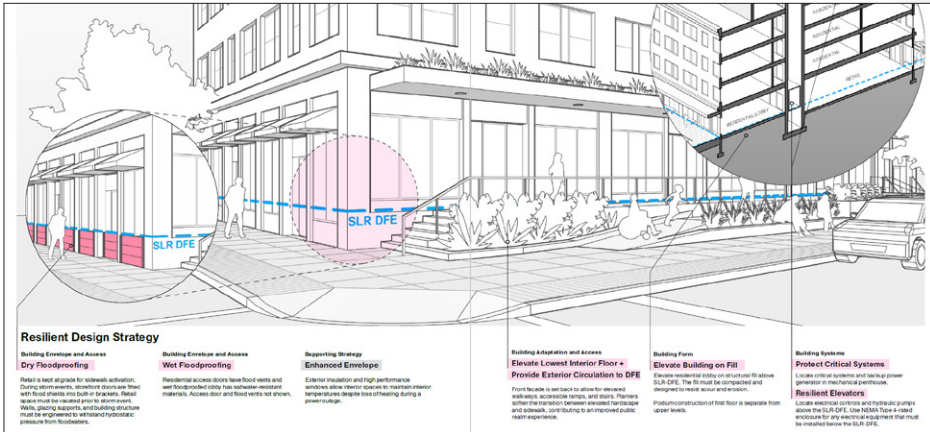 RESIDENTIAL
RESIDENTIAL
RESIDENTIAL
RETAIL
RESIDENTIAL LOBBY
SLR DFE
SLR DFE
Resilient Design Strategy
Building Envelope and Access
Dry Floodproofing
Retail is kept at grade for sidewalk activation.
During storm events, storefront doors are fitted
with flood shields into built-in brackets. Retail
space must be vacated prior to storm event.
Walls, glazing supports, and building structure
must be engineered to withstand hydrostatic
pressure from floodwaters.
Building Envelope and Access
Wet Floodproofing
Residential access doors have flood vents and
wet floodproofed lobby has saltwater-resistant
materials. Access door and flood vents not shown.
Supporting Strategy
Enhanced Envelope
Exterior insulation and high performance
windows allow interior spaces to maintain interior
temperatures despite loss of heating during a
power outage.
Building Adaptation and Access
Elevate Lowest Interior Floor +
Provide Exterior Circulation to DFE
Front facade is set back to allow for elevated
walkways, accessible ramps, and stairs. Planters
soften the transition between elevated hardscape
and sidewalk, contributing to an improved public
realm experience.
Building Form
Elevate Building on Fill
Elevate residential lobby on structural fill above
SLR-DFE. The fill must be compacted and
designed to resist scour and erosion.
Podium construction of first floor is separate from
upper levels.
Building Systems
Protect Critical Systems
Locate critical systems and backup power
generator in mechanical penthouse.
Resilient Elevators
Locate electrical controls and hydraulic pumps
above the SLR-DFE. Use NEMA Type 4-rated
enclosure for any electrical equipment that must
be installed below the SLR-DFE.